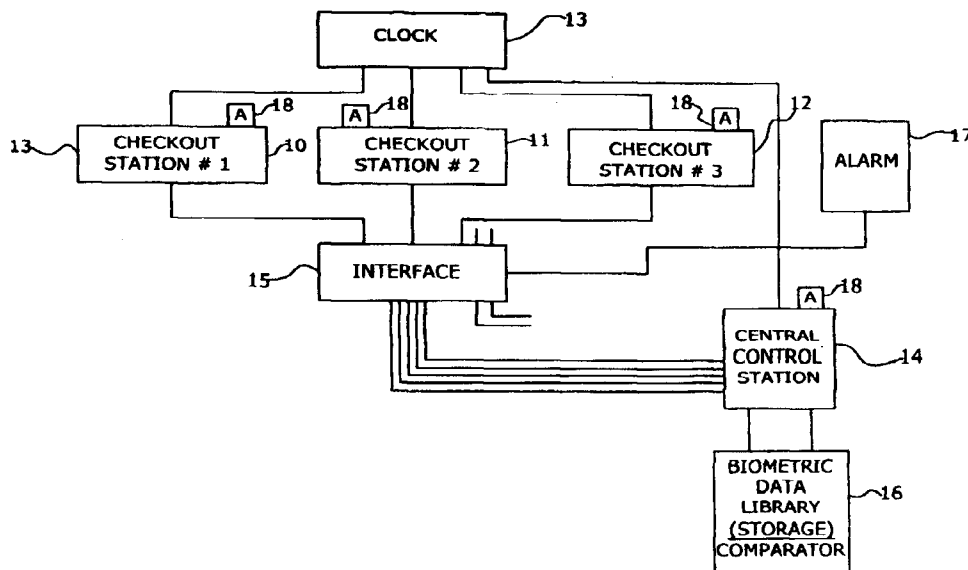 CLOCK
13
A
18
A
18
18
A
12
13
CHECKOUT
STATION # 1
10
CHECKOUT
STATION # 2
11
CHECKOUT
STATION # 3
ALARM
17
15
INTERFACE
A
18
CENTRAL
CONTROL
STATION
14
BIOMETRIC
DATA
LIBRARY
(STORAGE)
COMPARATOR
16